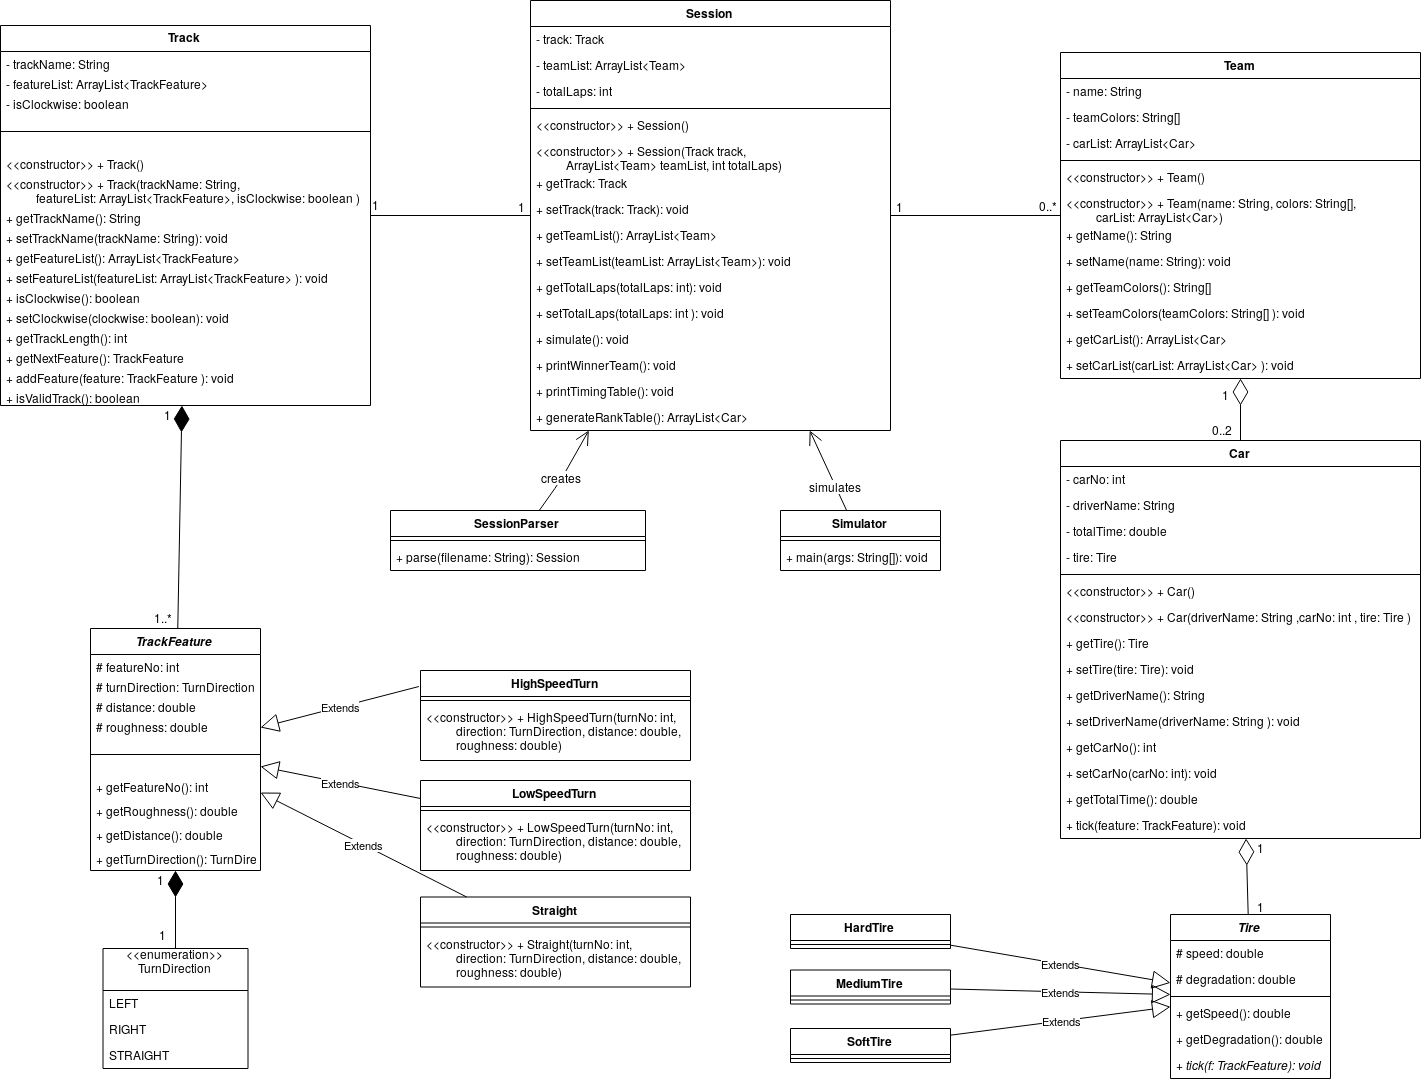 Track
- trackName: String
- featureList: ArrayList<TrackFeature>
- isClockwise: boolean
<<constructor>> + Track()
<<constructor>> + Track(trackName: String,
featureList: ArrayList<TrackFeature>, isClockwise: boolean )
+ getTrackName(): String
+ setTrackName(trackName: String): void
+ getFeatureList(): ArrayList<TrackFeature>
+ setFeatureList(featureList: ArrayList<TrackFeature> ): void
+ isClockwise(): boolean
+ setClockwise(clockwise: boolean): void
+ getTrackLength(): int
+ getNextFeature(): TrackFeature
+ addFeature(feature: TrackFeature ): void
+ isValidTrack(): boolean
1
1
Session
- track: Track
- teamList: ArrayList<Team>
- totalLaps: int
<<constructor>> + Session()
<<constructor>> + Session(Track track,
ArrayList<Team> teamList, int totalLaps)
+ getTrack: Track
+ setTrack(track: Track): void
+ getTeamList(): ArrayList<Team>
+ setTeamList(teamList: ArrayList<Team>): void
+ getTotalLaps(totalLaps: int): void
+ setTotalLaps(totalLaps: int ): void
+ simulate(): void
+ printWinnerTeam(): void
+ printTimingTable(): void
+ generateRankTable(): ArrayList<Car>
1
0..*
Team
- name: String
- teamColors: String[]
- carList: ArrayList<Car>
<<constructor>> + Team()
<<constructor>> + Team(name: String, colors: String[],
carList: ArrayList<Car>)
+ getName(): String
+ setName(name: String): void
+ getTeamColors(): String[]
+ setTeamColors(teamColors: String[] ): void
+ getCarList(): ArrayList<Car>
+ setCarList(carList: ArrayList<Car> ): void
1
0..2
creates
simulates
SessionParser
+ parse(filename: String): Session
Simulator
+ main(args: String[]): void
Car
- carNo: int
- driverName: String
- totalTime: double
- tire: Tire
<<constructor>> + Car()
<<constructor>> + Car(driverName: String ,carNo: int , tire: Tire )
+ getTire(): Tire
+ setTire(tire: Tire): void
+ getDriverName(): String
+ setDriverName(driverName: String ): void
+ getCarNo(): int
+ setCarNo(carNo: int): void
+ getTotalTime(): double
+ tick(feature: TrackFeature): void
1
1
1
1..*
TrackFeature
# featureNo: int
# turnDirection: TurnDirection
# distance: double
# roughness: double
+ getFeatureNo(): int
+ getRoughness(): double
+ getDistance(): double
+ getTurnDirection(): TurnDire
1
1
<<enumeration>>
TurnDirection
LEFT
RIGHT
STRAIGHT
Extends
Extends
Extends
HighSpeedTurn
<<constructor>> + HighSpeedTurn(turnNo: int,
direction: TurnDirection, distance: double,
roughness: double)
LowSpeedTurn
<<constructor>> + LowSpeedTurn(turnNo: int,
direction: TurnDirection, distance: double,
roughness: double)
Straight
<<constructor>> + Straight(turnNo: int,
direction: TurnDirection, distance: double,
roughness: double)
HardTire
MediumTire
SoftTire
Extends
Extends
Extends
Tire
# speed: double
# degradation: double
+ getSpeed(): double
+ getDegradation(): double
+ tick(f: TrackFeature): void